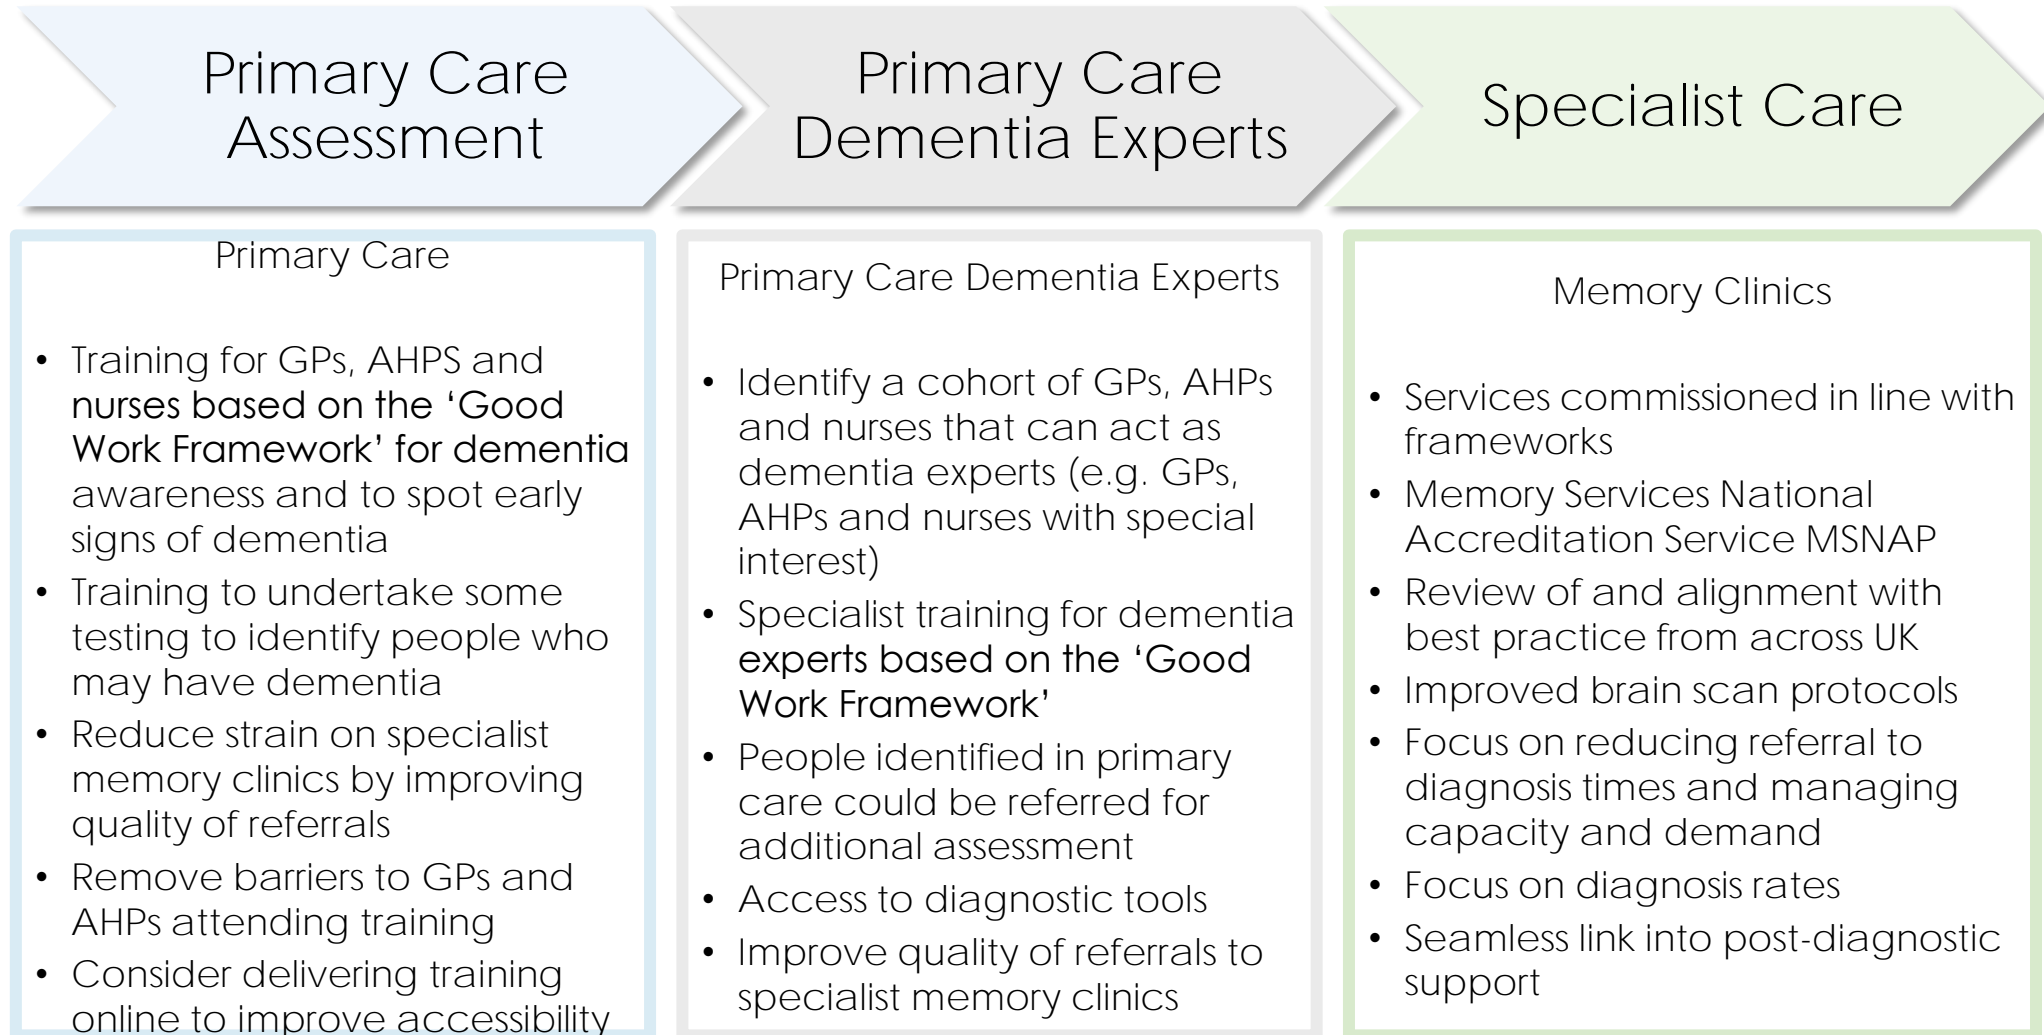 Primary Care
Assessment
Primary Care
Dementia Experts
Specialist Care
Primary Care
• Training for GPs, AHPS and
nurses based on the ‘Good
Work Framework’ for dementia
awareness and to spot early
signs of dementia
• Training to undertake some
testing to identify people who
may have dementia
• Reduce strain on specialist
memory clinics by improving
quality of referrals
• Remove barriers to GPs and
AHPs attending training
• Consider delivering training
online to improve accessibility
Primary Care Dementia Experts
• Identify a cohort of GPs, AHPs
and nurses that can act as
dementia experts (e.g. GPs,
AHPs and nurses with special
interest)
• Specialist training for dementia
experts based on the ‘Good
Work Framework’
• People identified in primary
care could be referred for
additional assessment
• Access to diagnostic tools
• Improve quality of referrals to
specialist memory clinics
Memory Clinics
• Services commissioned in line with
frameworks
• Memory Services National
Accreditation Service MSNAP
• Review of and alignment with
best practice from across UK
• Improved brain scan protocols
• Focus on reducing referral to
diagnosis times and managing
capacity and demand
• Focus on diagnosis rates
• Seamless link into post-diagnostic
support